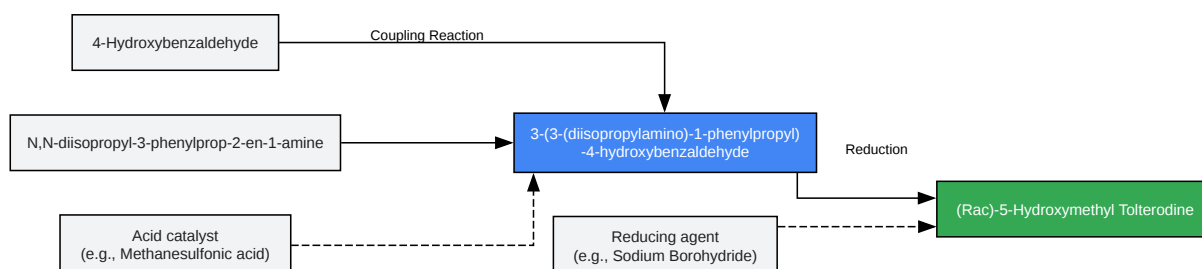 4-Hydroxybenzaldehyde
Coupling Reaction
N,N-diisopropyl-3-phenylprop-2-en-1-amine
3-(3-(diisopropylamino)-1-phenylpropyl)
-4-hydroxybenzaldehyde
Reduction
(Rac)-5-Hydroxymethyl Tolterodine
Acid catalyst
(e.g., Methanesulfonic acid)
Reducing agent
(e.g., Sodium Borohydride)